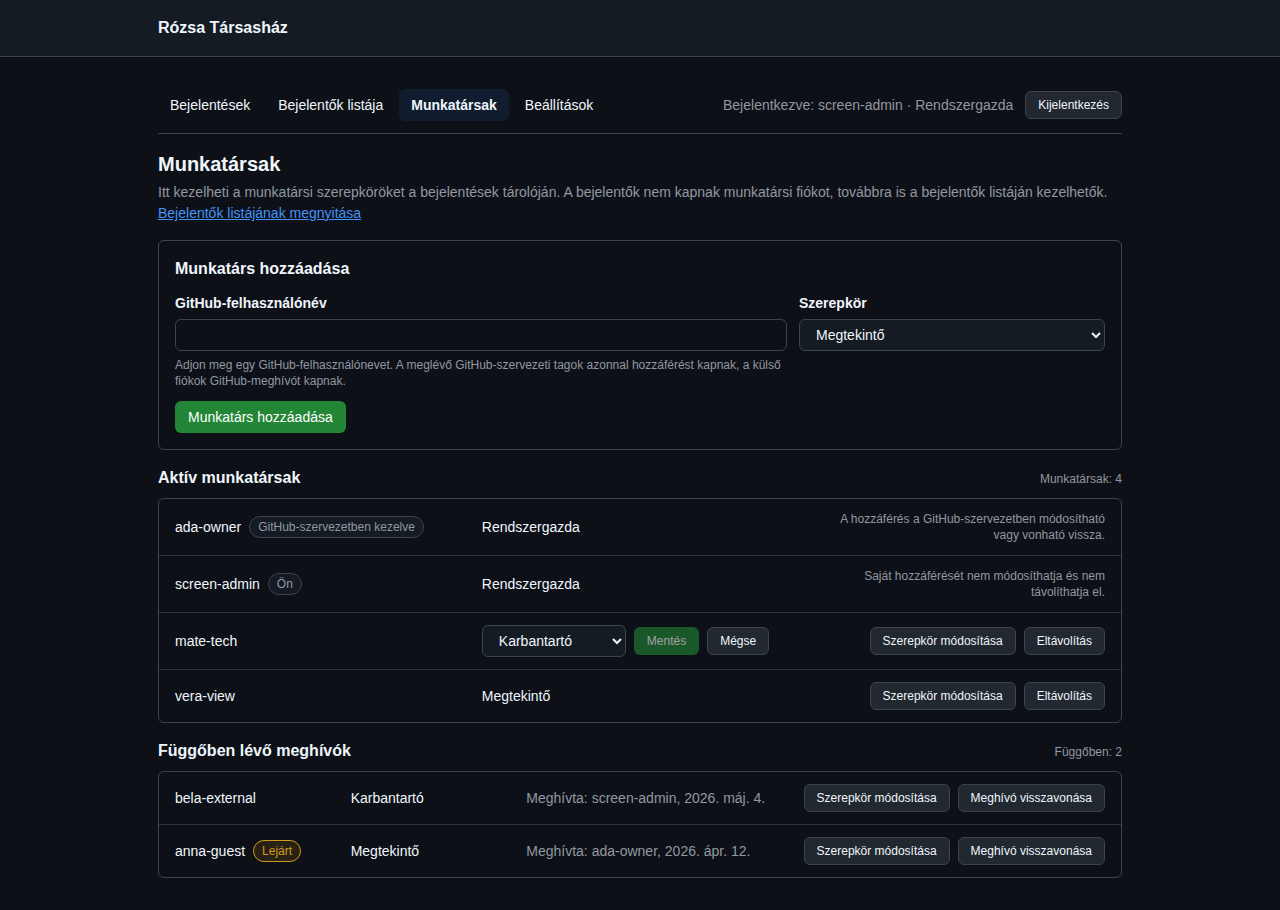 Rózsa Társasház
Bejelentések Bejelentők listája Munkatársak Beállítások Bejelentkezve: screen-admin · Rendszergazda Kijelentkezés
Munkatársak
Itt kezelheti a munkatársi szerepköröket a bejelentések tárolóján. A bejelentők nem kapnak munkatársi fiókot, továbbra is a bejelentők listáján kezelhetők.
Bejelentők listájának megnyitása
Munkatárs hozzáadása
GitHub-felhasználónév Szerepkör
Megtekintő
Adjon meg egy GitHub-felhasználónevet. A meglévő GitHub-szervezeti tagok azonnal hozzáférést kapnak, a külső
fiókok GitHub-meghívót kapnak.
Munkatárs hozzáadása
Aktív munkatársak Munkatársak: 4
ada-owner GitHub-szervezetben kezelve Rendszergazda A hozzáférés a GitHub-szervezetben módosítható
vagy vonható vissza.
screen-admin Ön Rendszergazda Saját hozzáférését nem módosíthatja és nem
távolíthatja el.
mate-tech Karbantartó Mentés Mégse Szerepkör módosítása Eltávolítás
vera-view Megtekintő Szerepkör módosítása Eltávolítás
Függőben lévő meghívók Függőben: 2
bela-external Karbantartó Meghívta: screen-admin, 2026. máj. 4. Szerepkör módosítása Meghívó visszavonása
anna-guest Lejárt Megtekintő Meghívta: ada-owner, 2026. ápr. 12. Szerepkör módosítása Meghívó visszavonása